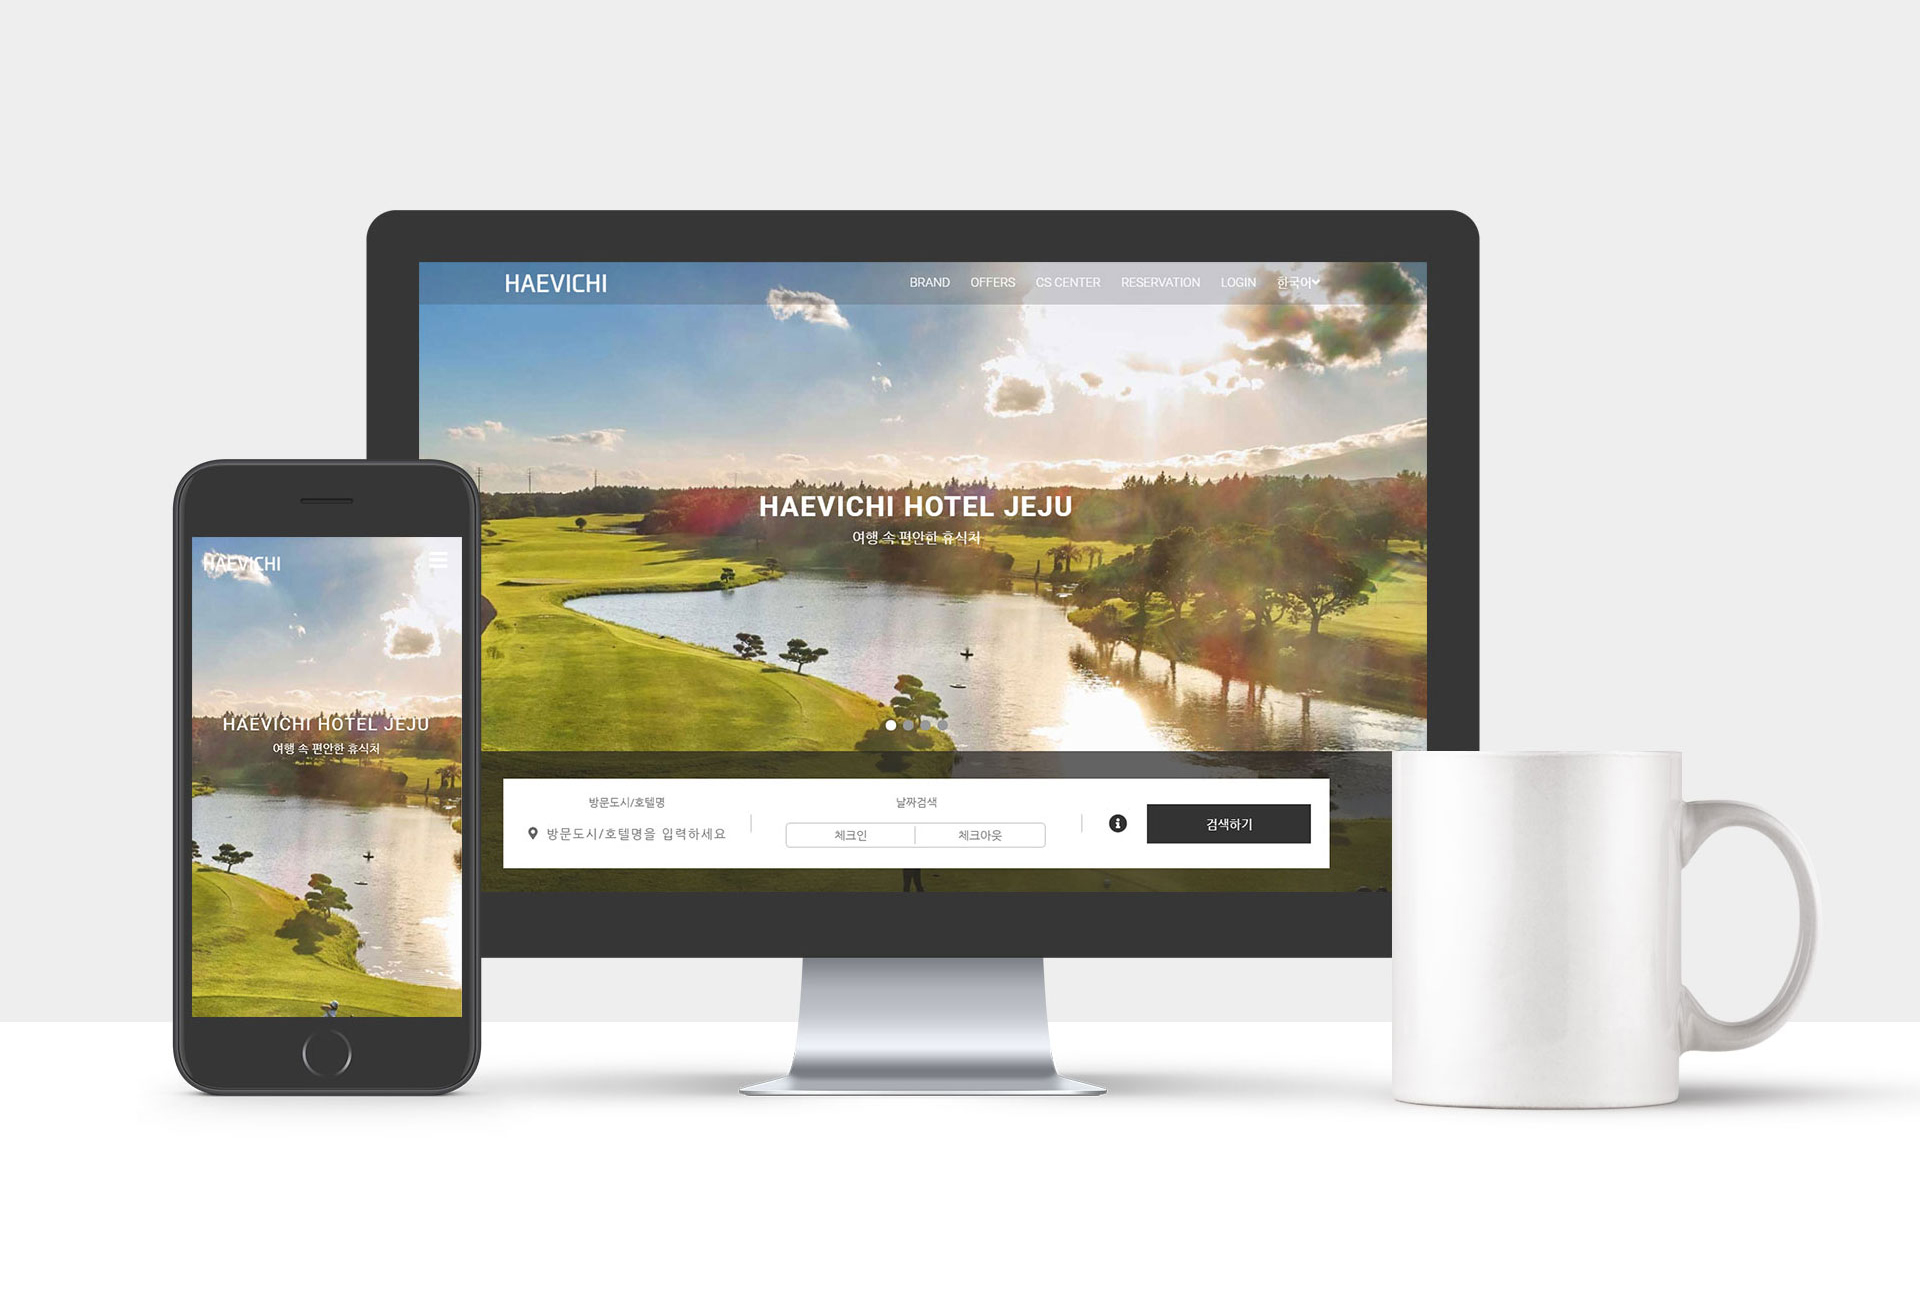 HAEVICHI
BRAND OFFERS CS CENTER RESERVATION LOGIN 한국어
HAEVICHI HOTEL JEJU
여행 속 편안한 휴식처
방문도시/호텔명
방문도시/호텔명을 입력하세요
날짜검색
체크인 체크아웃
검색하기
HAEVICHI
HAEVICHI HOTEL JEJU
여행 속 편안한 휴식처